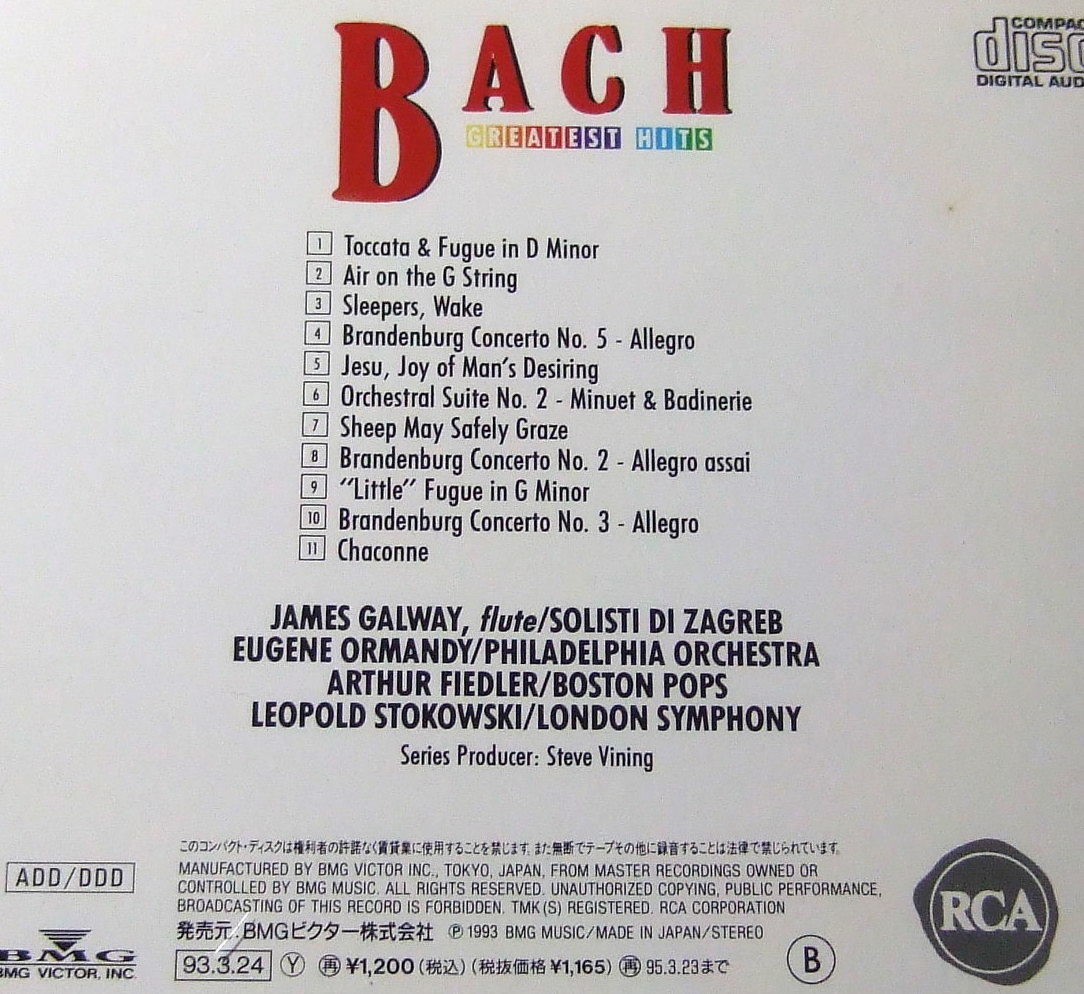 BACH
COMPAC
disc
DIGITAL AUD
GREATEST HITS
1 Toccata & Fugue in D Minor
2 Air on the G String
3 Sleepers, Wake
4 Brandenburg Concerto No. 5 - Allegro
5 Jesu, Joy of Man's Desiring
6 Orchestral Suite No. 2 - Minuet & Badinerie
7 Sheep May Safely Graze
8 Brandenburg Concerto No. 2 - Allegro assai
9 "Little" Fugue in G Minor
10 Brandenburg Concerto No. 3 - Allegro
11 Chaconne
JAMES GALWAY, flute/SOLISTI DI ZAGREB
EUGENE ORMANDY/PHILADELPHIA ORCHESTRA
ARTHUR FIEDLER/BOSTON POPS
LEOPOLD STOKOWSKI/LONDON SYMPHONY
Series Producer: Steve Vining
このコンパクト・ディスクは権利者の許諾なく賃貸業に使用することを禁じます。また無断でテープその他に録音することは法律で禁じられています。
ADD/DDD
MANUFACTURED BY BMG VICTOR INC., TOKYO, JAPAN, FROM MASTER RECORDINGS OWNED OR
CONTROLLED BY BMG MUSIC. ALL RIGHTS RESERVED. UNAUTHORIZED COPYING, PUBLIC PERFORMANCE,
BROADCASTING OF THIS RECORD IS FORBIDDEN. TMK(S) REGISTERED. RCA CORPORATION
発売元、BMGビクター株式会社 ℗1993 BMG MUSIC/MADE IN JAPAN/STEREO
93.3.24 Ⓨ ㊢ ¥1,200(税込)(税抜価格¥1,165) ㊢ 95.3.23まで
Ⓑ
RCA
BMG
BMG VICTOR, INC.